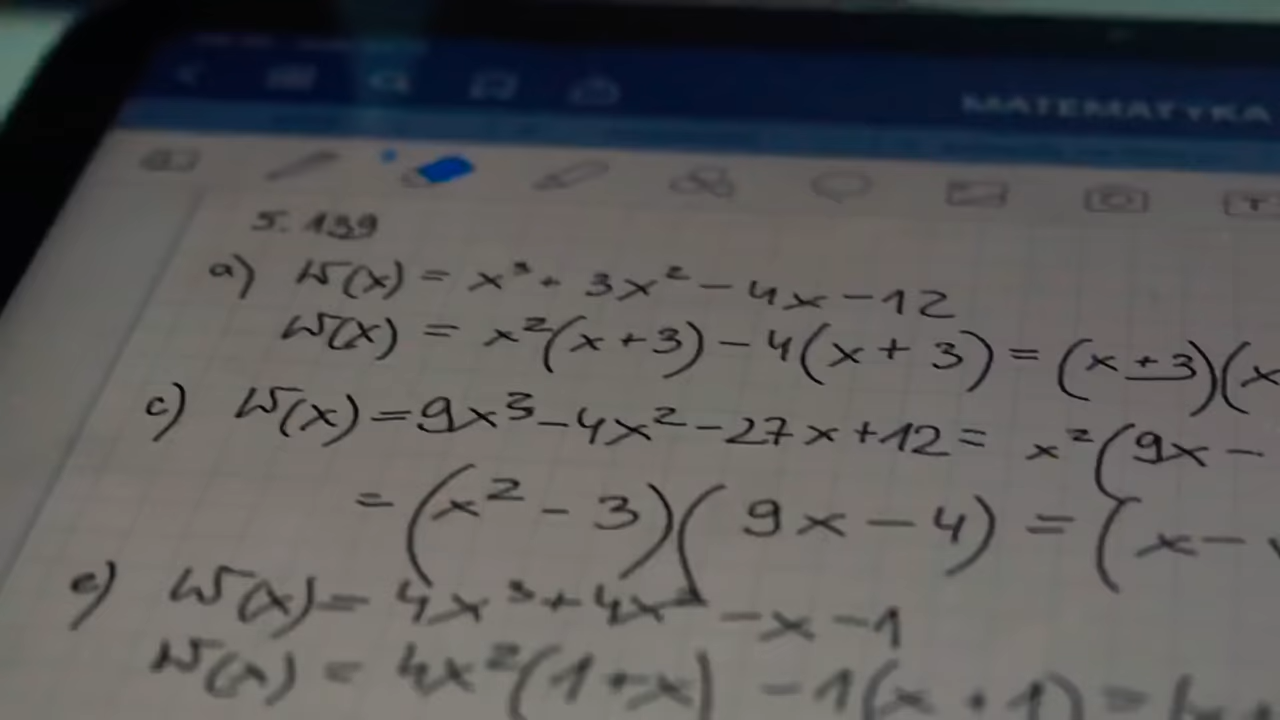 MATEMATYKA
5.139
a) W(x) = x³ + 3x² - 4x - 12
W(x) = x²(x+3) - 4(x+3) = (x+3)(x
c) W(x) = 9x³ - 4x² - 27x + 12 = x²(9x -
= (x² - 3)(9x - 4) = (x -
e) W(x) = 4x³ + 4x² - x - 1
W(x) = 4x²(1+x) - 1(x+1) =